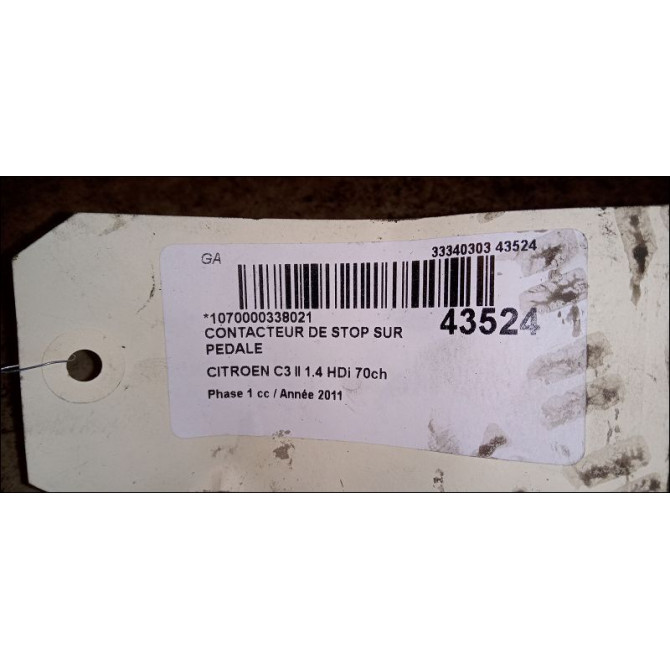 GA
33340303 43524
*1070000338021
43524
CONTACTEUR DE STOP SUR
PEDALE
CITROEN C3 II 1.4 HDi 70ch
Phase 1 cc / Année 2011